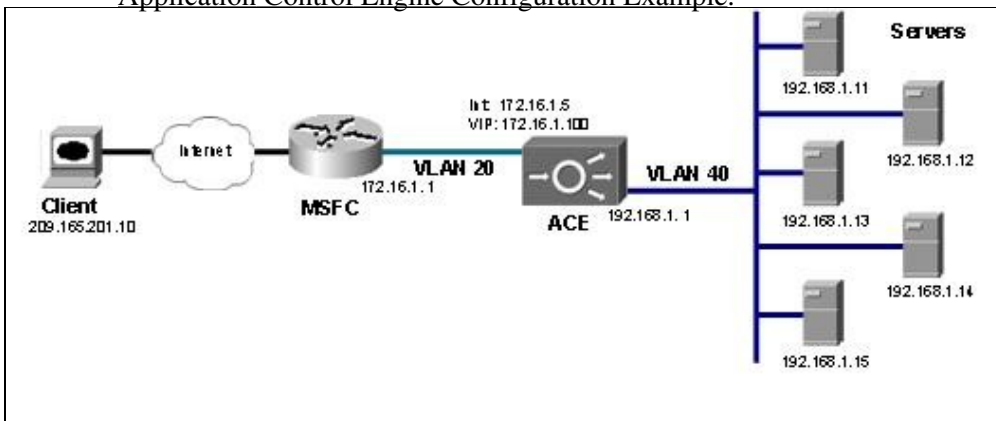 Application Control Engine Configuration Example.
Servers
192.168.1.11
Int: 172.16.1.5
VIP: 172.16.1.100
Internet
VLAN 20
VLAN 40
192.168.1.12
172.16.1.1
Client
MSFC
ACE
192.168.1.1
192.168.1.13
209.165.201.10
192.168.1.14
192.168.1.15